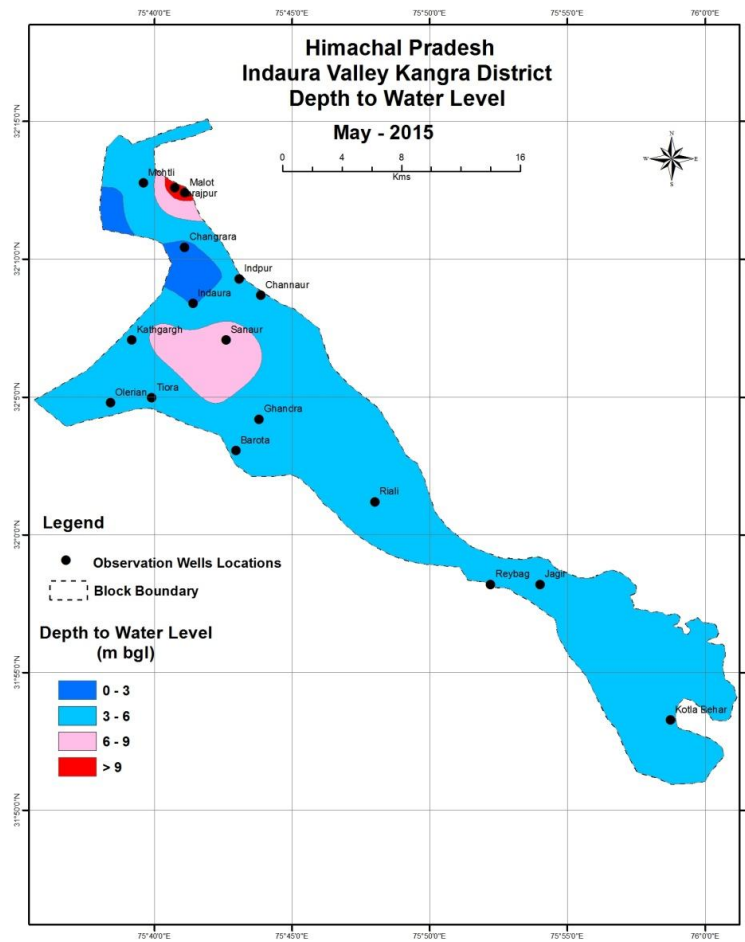 75°40'0"E 75°45'0"E 75°50'0"E 75°55'0"E 76°0'0"E
Himachal Pradesh
Indaura Valley Kangra District
Depth to Water Level
May - 2015
0 4 8 16
Kms
N
W E
S
32°15'0"N
Mohtli
Malot
rajpur
Changrara
32°10'0"N
Indpur
Channaur
Indaura
Kathgargh
Sanaur
32°5'0"N
Olerian
Tiora
Ghandra
Barota
Riali
32°0'0"N
Reybag
Jagir
31°55'0"N
Kotla Behar
31°50'0"N
Legend
Observation Wells Locations
Block Boundary
Depth to Water Level
(m bgl)
0 - 3
3 - 6
6 - 9
> 9
75°40'0"E 75°45'0"E 75°50'0"E 75°55'0"E 76°0'0"E